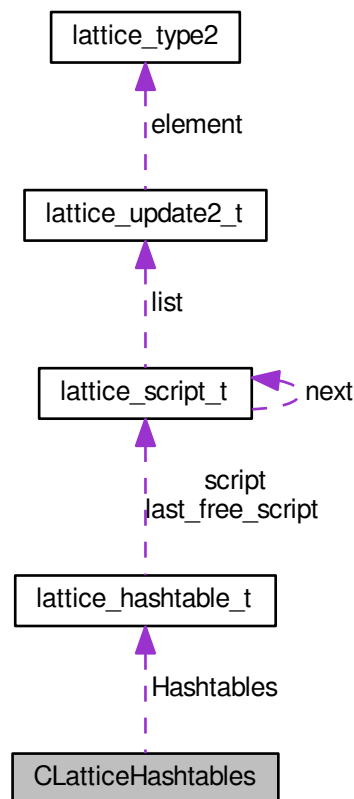 lattice_type2
element
lattice_update2_t
list
lattice_script_t
next
script
last_free_script
lattice_hashtable_t
Hashtables
CLatticeHashtables